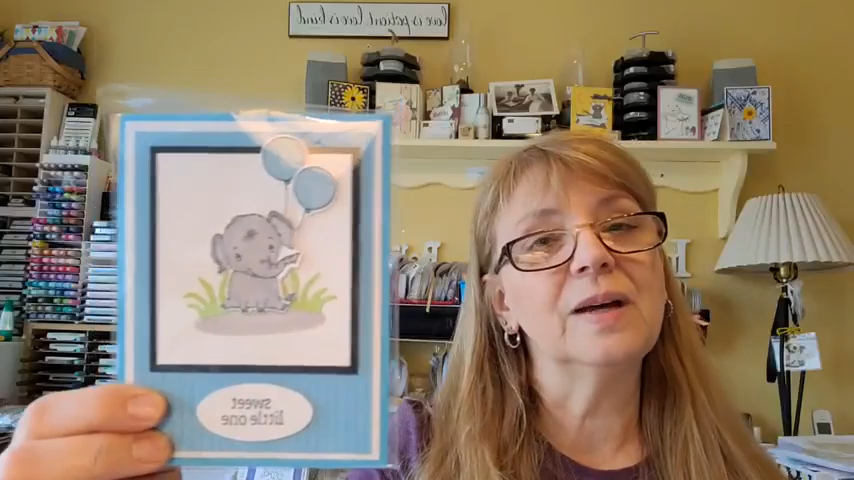 love is patient, love is kind
sweet
little one